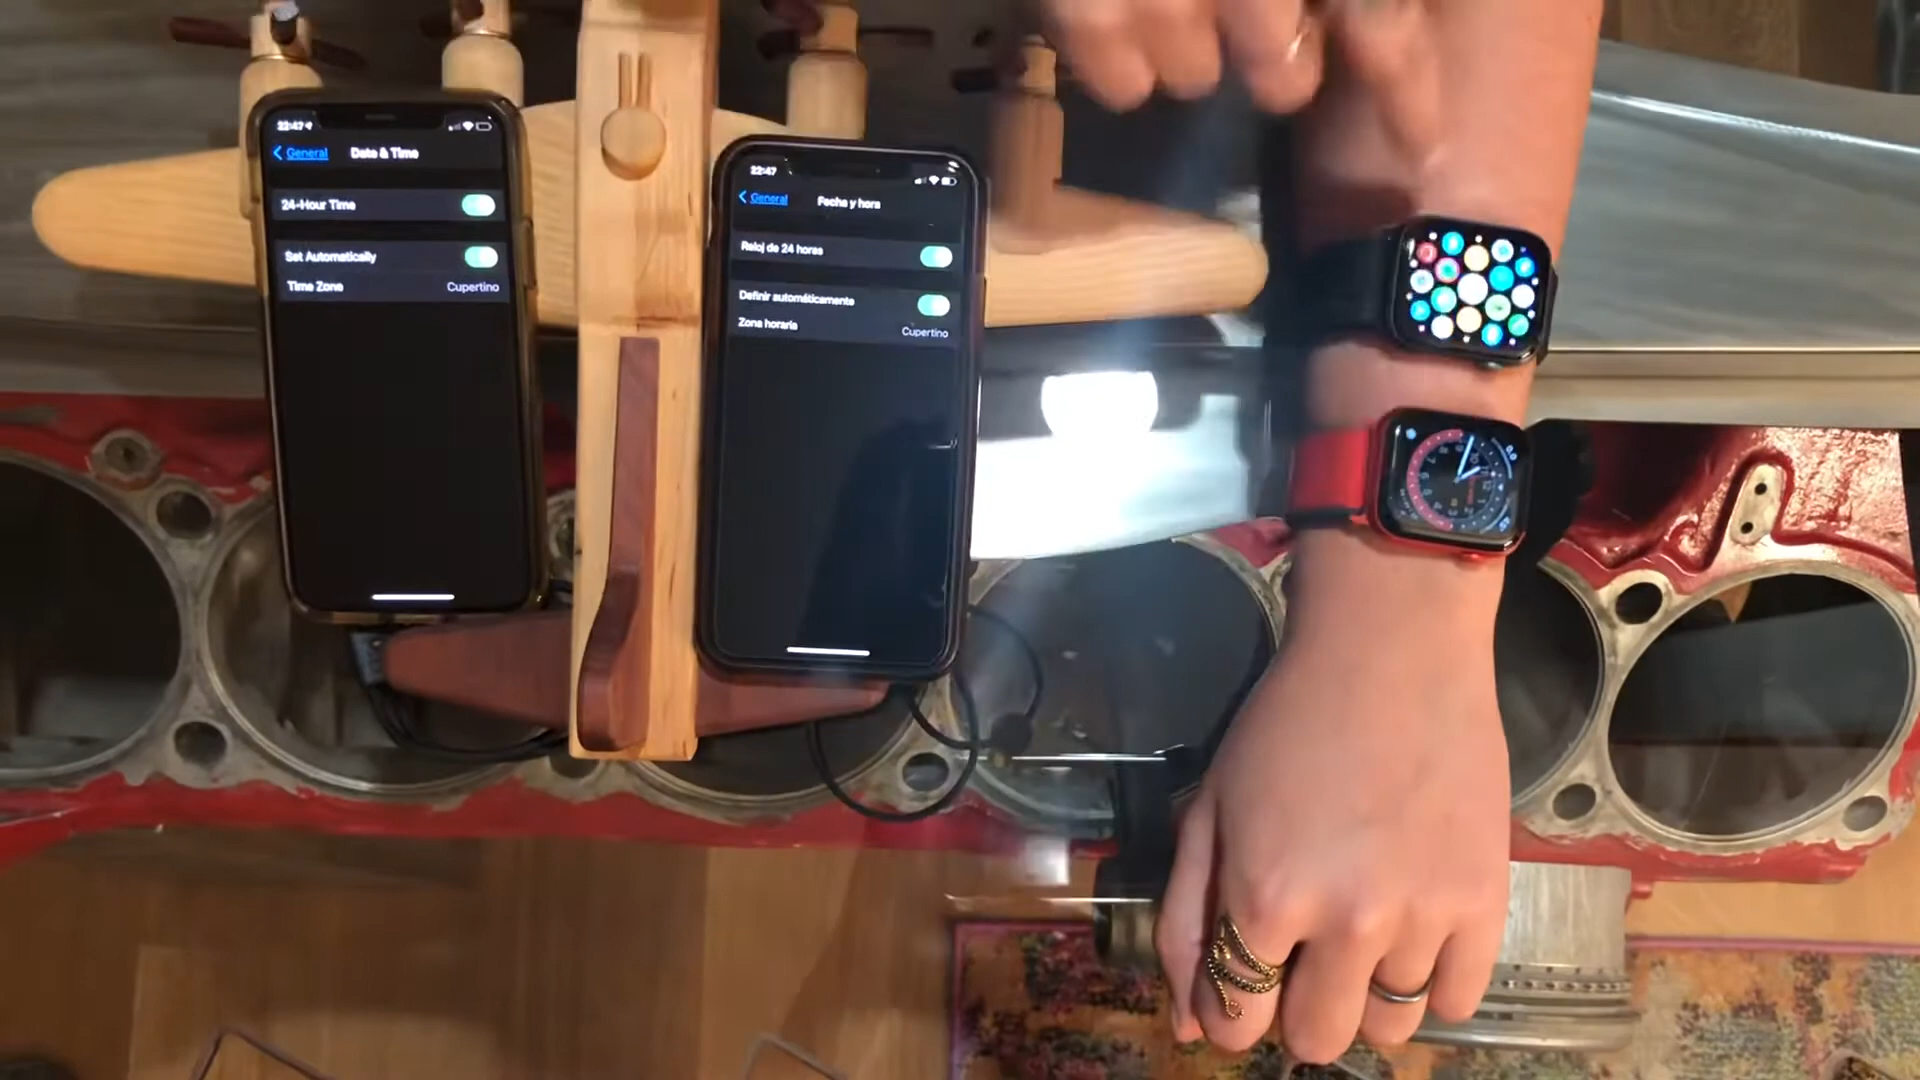 22:47
General
Date & Time
24-Hour Time
Set Automatically
Time Zone
Cupertino
22:47
General
Fecha y hora
Reloj de 24 horas
Definir automáticamente
Zona horaria
Cupertino